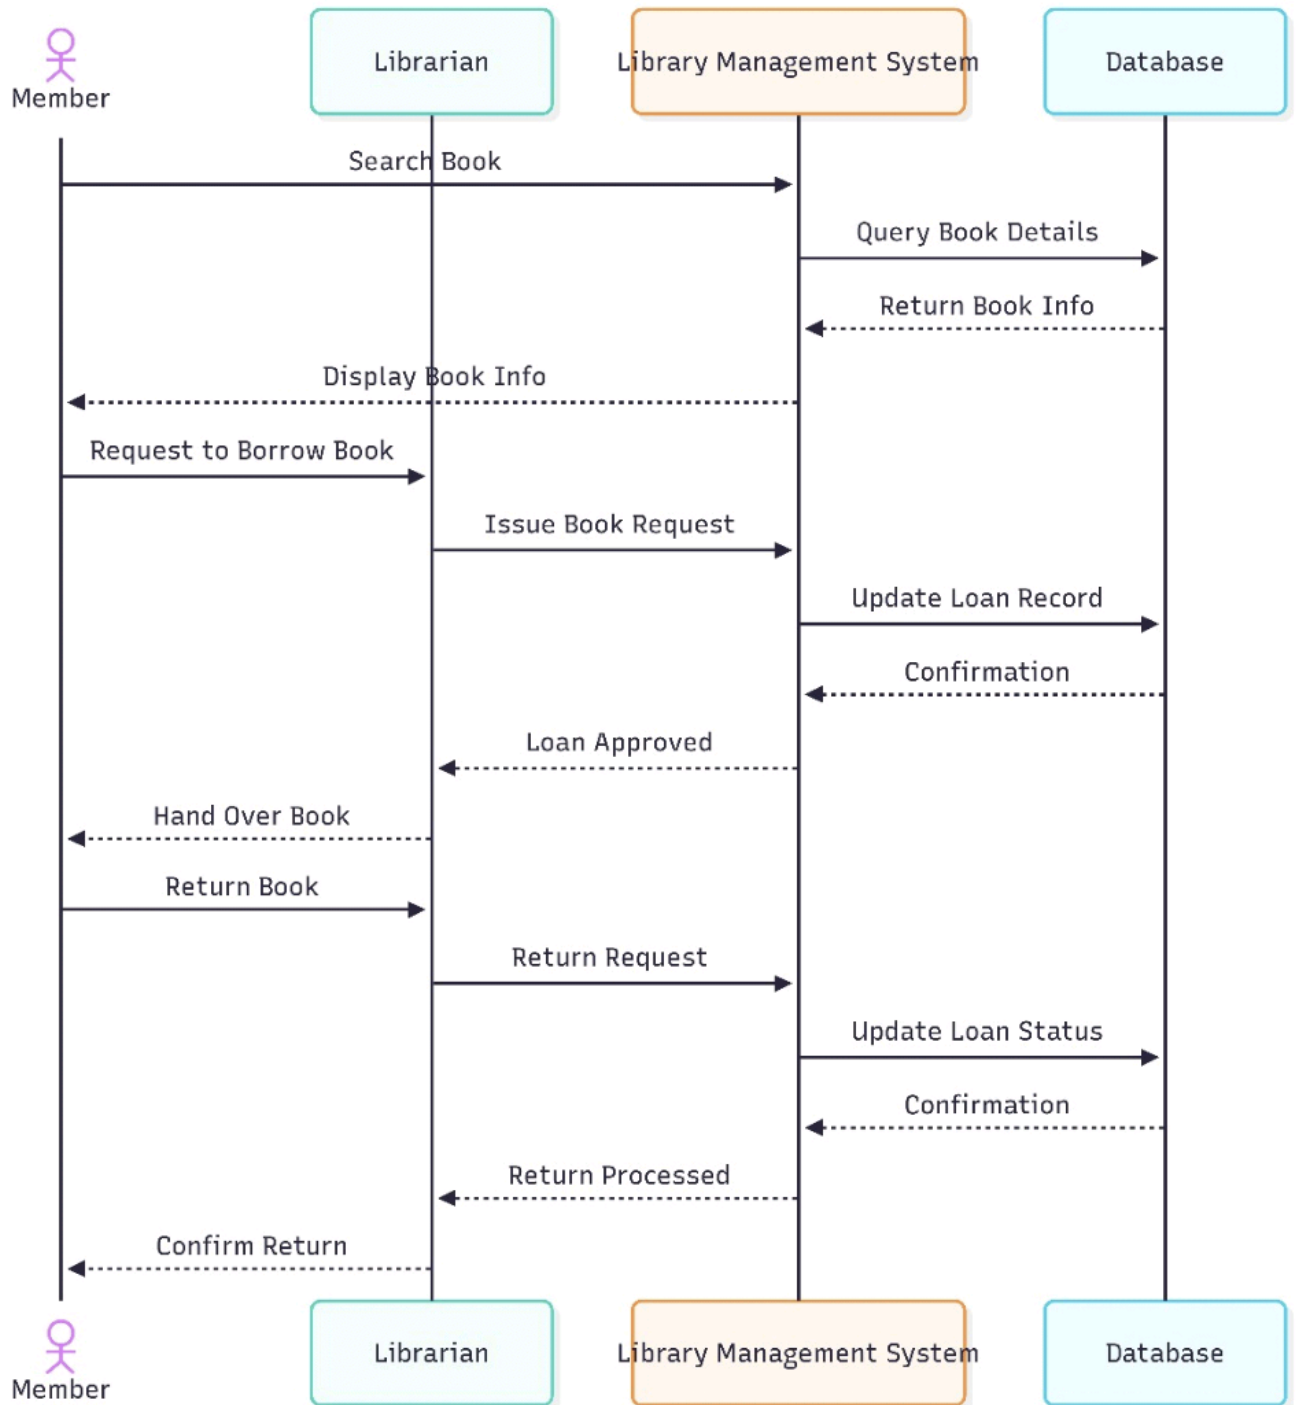 Member
Librarian
Library Management System
Database
Search Book
Query Book Details
Return Book Info
Display Book Info
Request to Borrow Book
Issue Book Request
Update Loan Record
Confirmation
Loan Approved
Hand Over Book
Return Book
Return Request
Update Loan Status
Confirmation
Return Processed
Confirm Return
Member
Librarian
Library Management System
Database